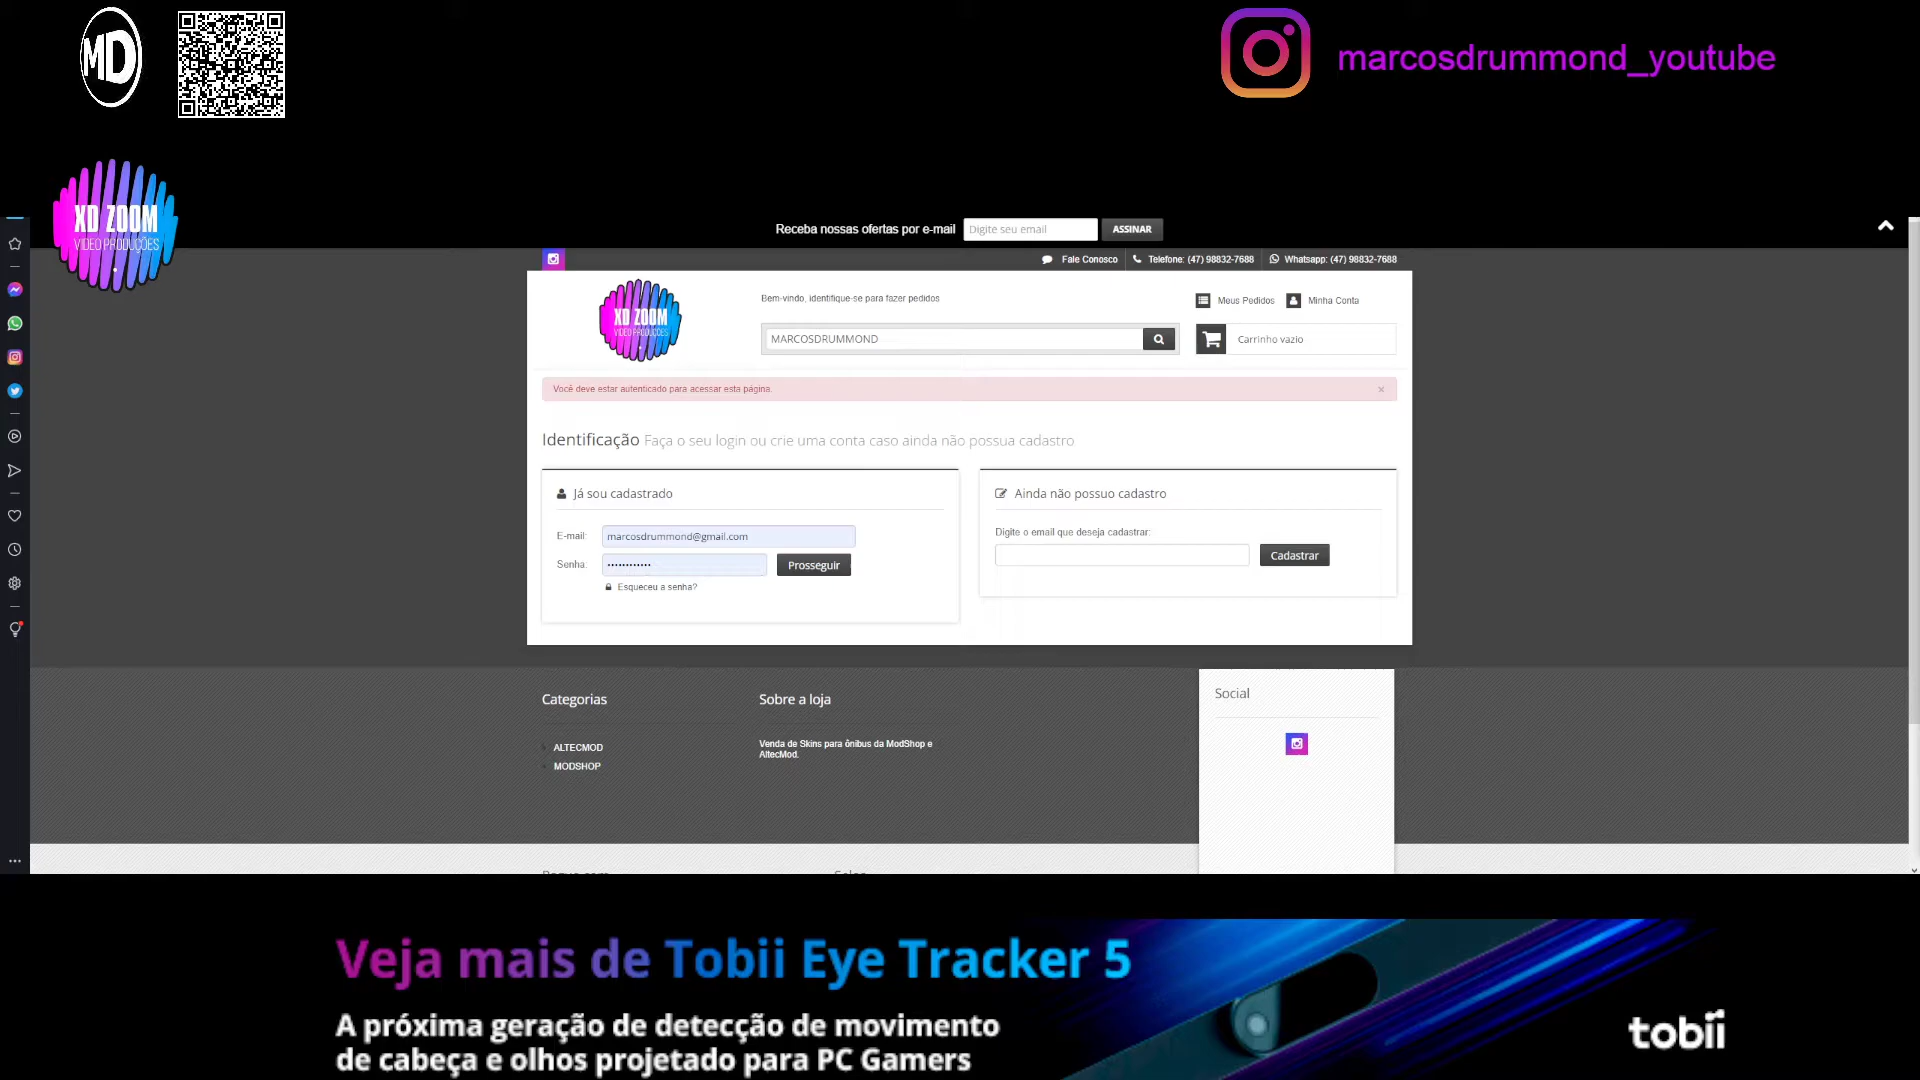 MD
marcosdrummond_youtube
XD ZOOM
VIDEO PRODUÇÕES
Receba nossas ofertas por e-mail
Digite seu email
ASSINAR
Fale Conosco
Telefone: (47) 98832-7688
Whatsapp: (47) 98832-7688
XD ZOOM
VIDEO PRODUÇÕES
Bem-vindo, identifique-se para fazer pedidos
Meus Pedidos
Minha Conta
MARCOSDRUMMOND
Carrinho vazio
Você deve estar autenticado para acessar esta página.
×
Identificação Faça o seu login ou crie uma conta caso ainda não possua cadastro
Já sou cadastrado
E-mail:
marcosdrummond@gmail.com
Senha:
••••••••••••
Prosseguir
Esqueceu a senha?
Ainda não possuo cadastro
Digite o email que deseja cadastrar:
Cadastrar
Categorias
ALTECMOD
MODSHOP
Sobre a loja
Venda de Skins para ônibus da ModShop e
AltecMod.
Social
Veja mais de Tobii Eye Tracker 5
A próxima geração de detecção de movimento
de cabeça e olhos projetado para PC Gamers
tobii